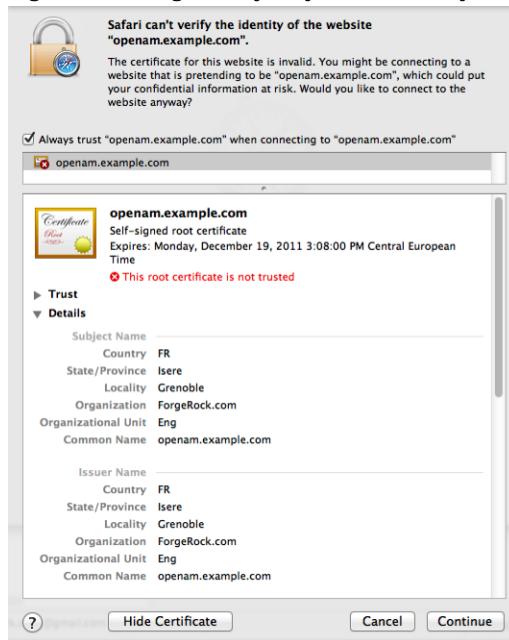 Safari can't verify the identity of the website
"openam.example.com".
The certificate for this website is invalid. You might be connecting to a
website that is pretending to be "openam.example.com", which could put
your confidential information at risk. Would you like to connect to the
website anyway?
Always trust "openam.example.com" when connecting to "openam.example.com"
openam.example.com
Certificate
Root
openam.example.com
Self-signed root certificate
Expires: Monday, December 19, 2011 3:08:00 PM Central European
Time
This root certificate is not trusted
Trust
Details
Subject Name
Country FR
State/Province Isere
Locality Grenoble
Organization ForgeRock.com
Organizational Unit Eng
Common Name openam.example.com
Issuer Name
Country FR
State/Province Isere
Locality Grenoble
Organization ForgeRock.com
Organizational Unit Eng
Common Name openam.example.com
? Hide Certificate Cancel Continue